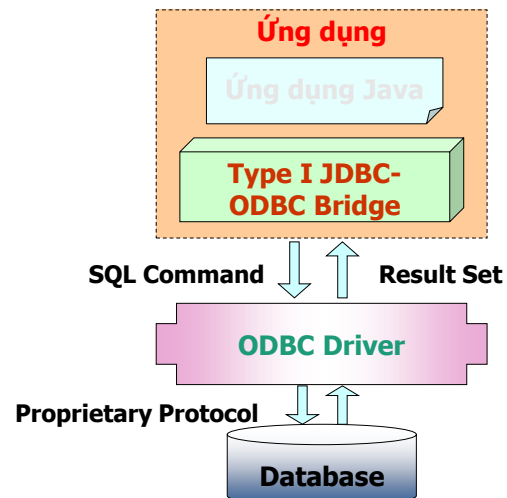 Ứng dụng
Ứng dụng Java
Type I JDBC-
ODBC Bridge
SQL Command
Result Set
ODBC Driver
Proprietary Protocol
Database